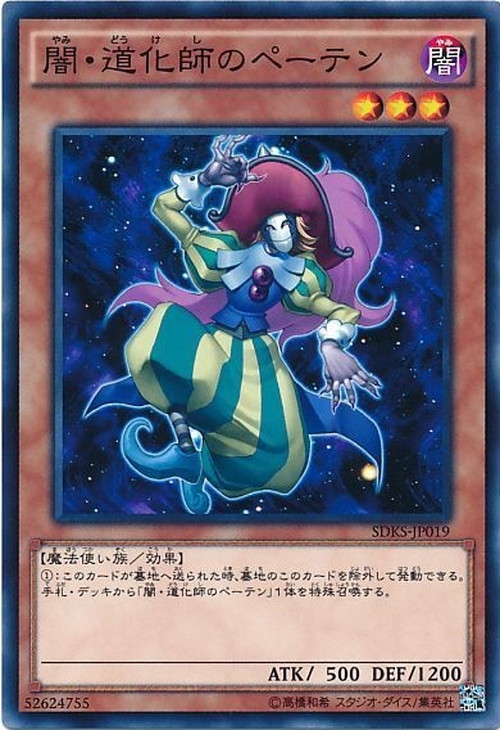 闇・道化師のペーテン
闇
SDKS-JP019
【魔法使い族／効果】
①：このカードが墓地へ送られた時、墓地のこのカードを除外して発動できる。
手札・デッキから「闇・道化師のペーテン」１体を特殊召喚する。
ATK/ 500 DEF/1200
52624755
©高橋和希 スタジオ・ダイス/集英社